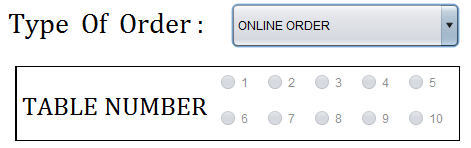 Type Of Order : ONLINE ORDER
TABLE NUMBER
1 2 3 4 5
6 7 8 9 10